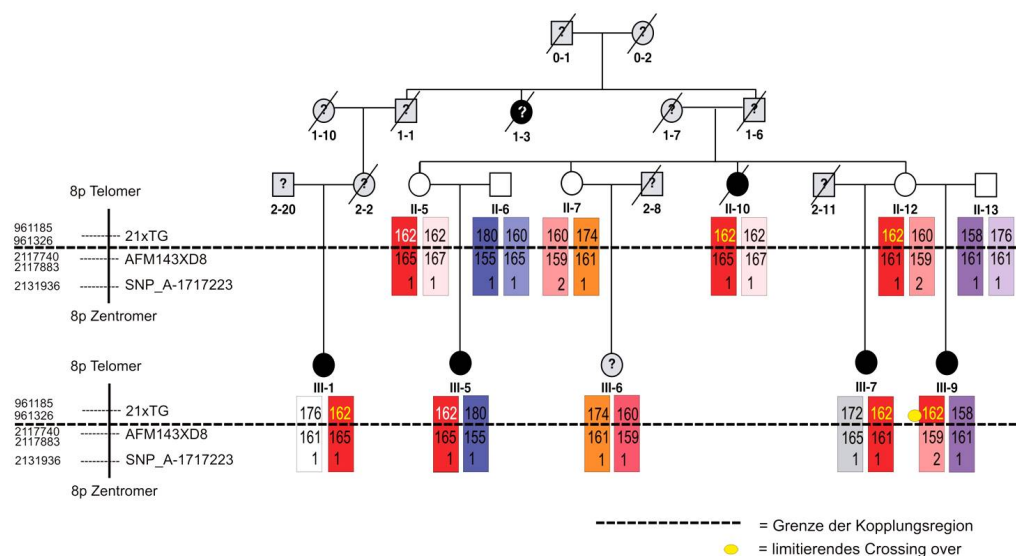 ? ?
0-1 0-2
? ? ? ? ?
1-10 1-1 1-3 1-7 1-6
? ? ? ?
8p Telomer
2-20 2-2 II-5 II-6 II-7 2-8 II-10 2-11 II-12 II-13
961185
961326
21xTG 162 162 180 160 160 174 162 162 162 160 158 176
2117740
2117883
AFM143XD8 165 167 155 165 159 161 165 167 161 159 161 161
2131936 SNP_A-1717223 1 1 1 1 2 1 1 1 1 2 1 1
8p Zentromer
8p Telomer
?
III-1 III-5 III-6 III-7 III-9
961185
961326
21xTG 176 162 162 180 174 160 172 162 162 158
2117740
2117883
AFM143XD8 161 165 165 155 161 159 165 161 159 161
2131936 SNP_A-1717223 1 1 1 1 1 1 1 1 2 1
8p Zentromer
= Grenze der Kopplungsregion
= limitierendes Crossing over